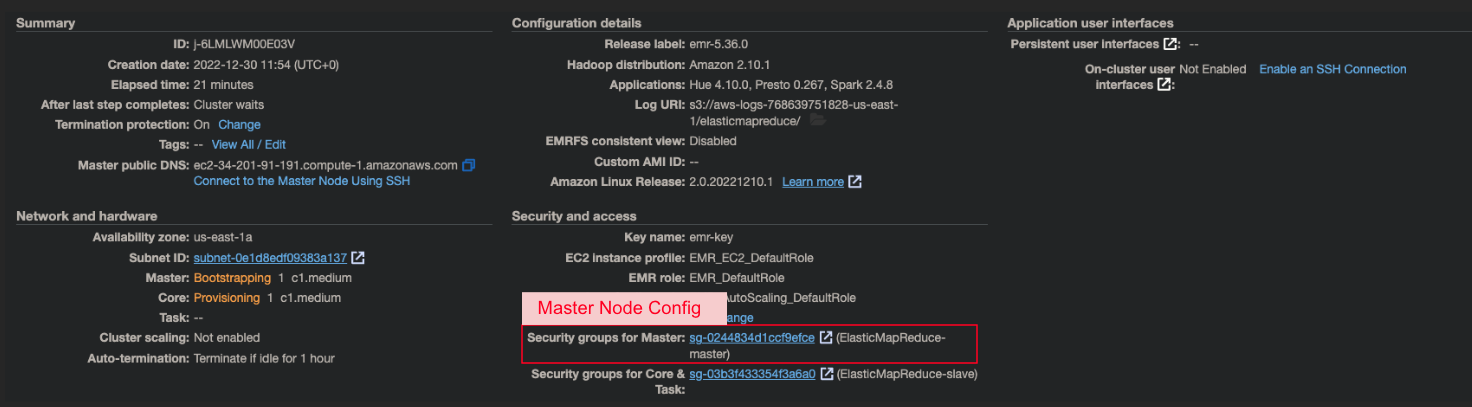 Summary
ID: j-6LMLWM00E03V
Creation date: 2022-12-30 11:54 (UTC+0)
Elapsed time: 21 minutes
After last step completes: Cluster waits
Termination protection: On Change
Tags: -- View All / Edit
Master public DNS: ec2-34-201-91-191.compute-1.amazonaws.com
Connect to the Master Node Using SSH
Configuration details
Release label: emr-5.36.0
Hadoop distribution: Amazon 2.10.1
Applications: Hue 4.10.0, Presto 0.267, Spark 2.4.8
Log URI: s3://aws-logs-768639751828-us-east-
1/elasticmapreduce/
EMRFS consistent view: Disabled
Custom AMI ID: --
Amazon Linux Release: 2.0.20221210.1 Learn more
Application user interfaces
Persistent user interfaces : --
On-cluster user Not Enabled Enable an SSH Connection
interfaces :
Network and hardware
Availability zone: us-east-1a
Subnet ID: subnet-0e1d8edf09383a137
Master: Bootstrapping 1 c1.medium
Core: Provisioning 1 c1.medium
Task: --
Cluster scaling: Not enabled
Auto-termination: Terminate if idle for 1 hour
Security and access
Key name: emr-key
EC2 instance profile: EMR_EC2_DefaultRole
EMR role: EMR_DefaultRole
AutoScaling_DefaultRole
Master Node Config
ange
Security groups for Master: sg-0244834d1ccf9efce (ElasticMapReduce-
master)
Security groups for Core & sg-03b3f433354f3a6a0 (ElasticMapReduce-slave)
Task: